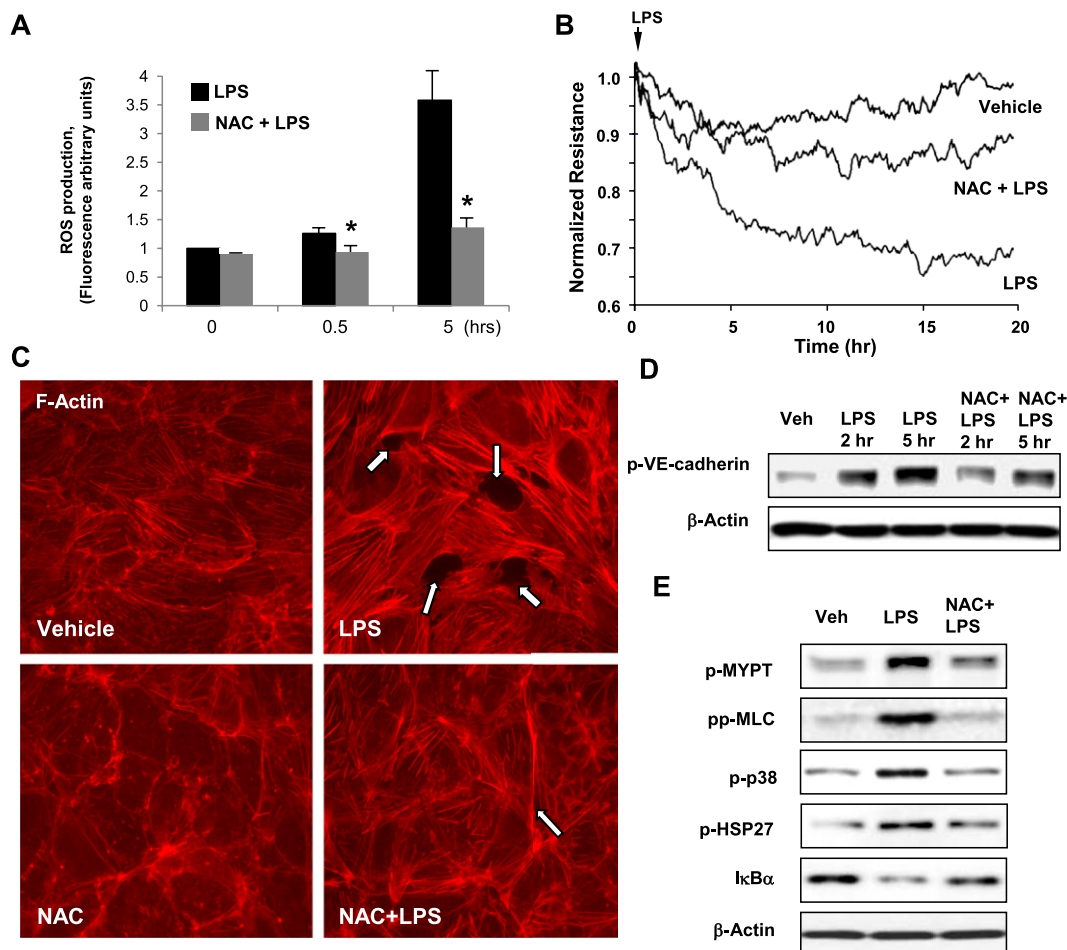 A
ROS production,
(Fluorescence arbitrary units)
4
3.5
3
2.5
2
1.5
1
0.5
0
LPS
NAC + LPS
*
*
0
0.5
5 (hrs)
B
LPS
Normalized Resistance
1.0
0.9
0.8
0.7
0.6
Vehicle
NAC + LPS
LPS
0
5
10
15
20
Time (hr)
C
F-Actin
Vehicle
LPS
NAC
NAC+LPS
D
Veh
LPS
2 hr
LPS
5 hr
NAC+
LPS
2 hr
NAC+
LPS
5 hr
p-VE-cadherin
β-Actin
E
Veh
LPS
NAC+
LPS
p-MYPT
pp-MLC
p-p38
p-HSP27
IκBα
β-Actin